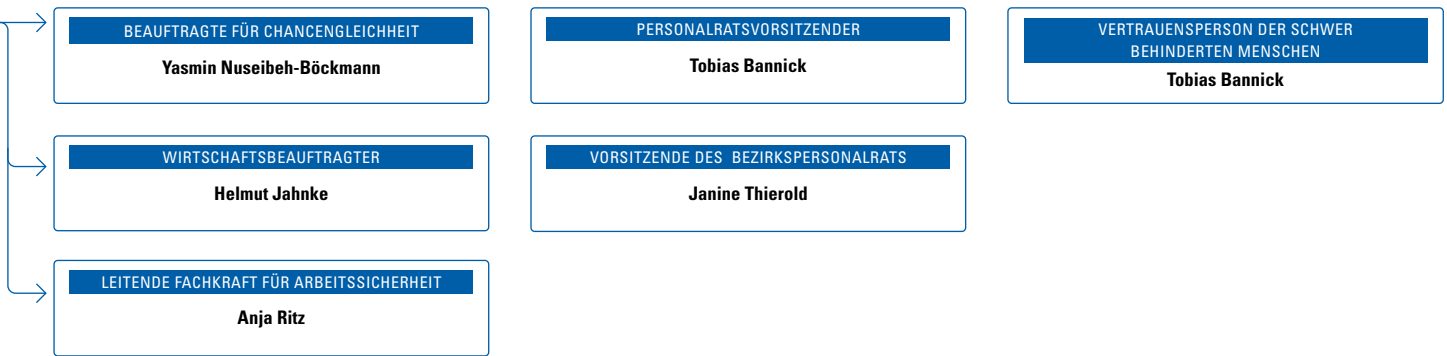 BEAUFTRAGTE FÜR CHANCENGLEICHHEIT
Yasmin Nuseibeh-Böckmann
PERSONALRATSVORSITZENDER
Tobias Bannick
VERTRAUENSPERSON DER SCHWER
BEHINDERTEN MENSCHEN
Tobias Bannick
WIRTSCHAFTSBEAUFTRAGTER
Helmut Jahnke
VORSITZENDE DES BEZIRKSPERSONALRATS
Janine Thierold
LEITENDE FACHKRAFT FÜR ARBEITSSICHERHEIT
Anja Ritz